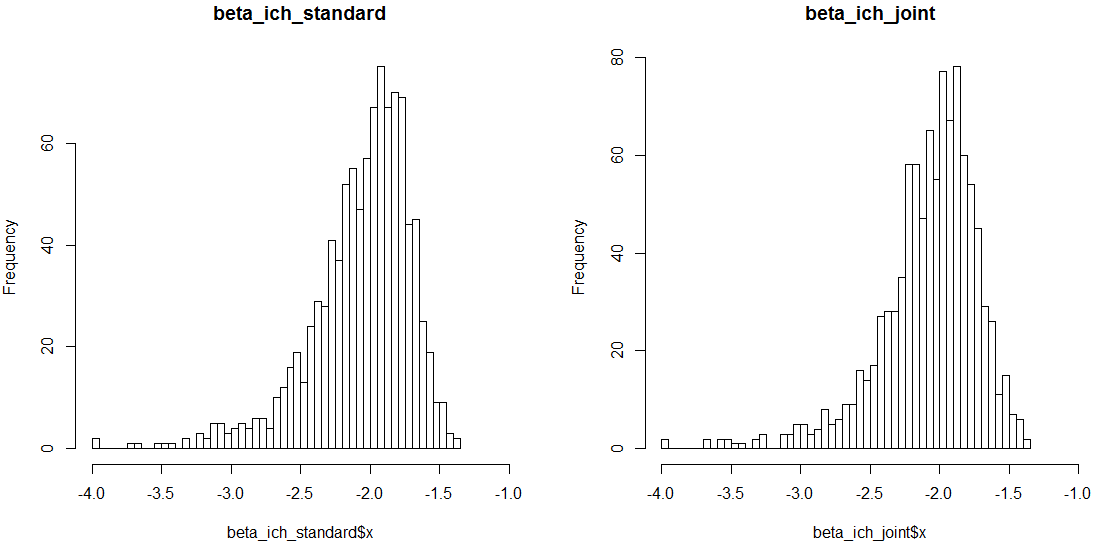 beta_ich_standard
Frequency
0
20
40
60
-4.0 -3.5 -3.0 -2.5 -2.0 -1.5 -1.0
beta_ich_standard$x
beta_ich_joint
Frequency
0
20
40
60
80
-4.0 -3.5 -3.0 -2.5 -2.0 -1.5 -1.0
beta_ich_joint$x